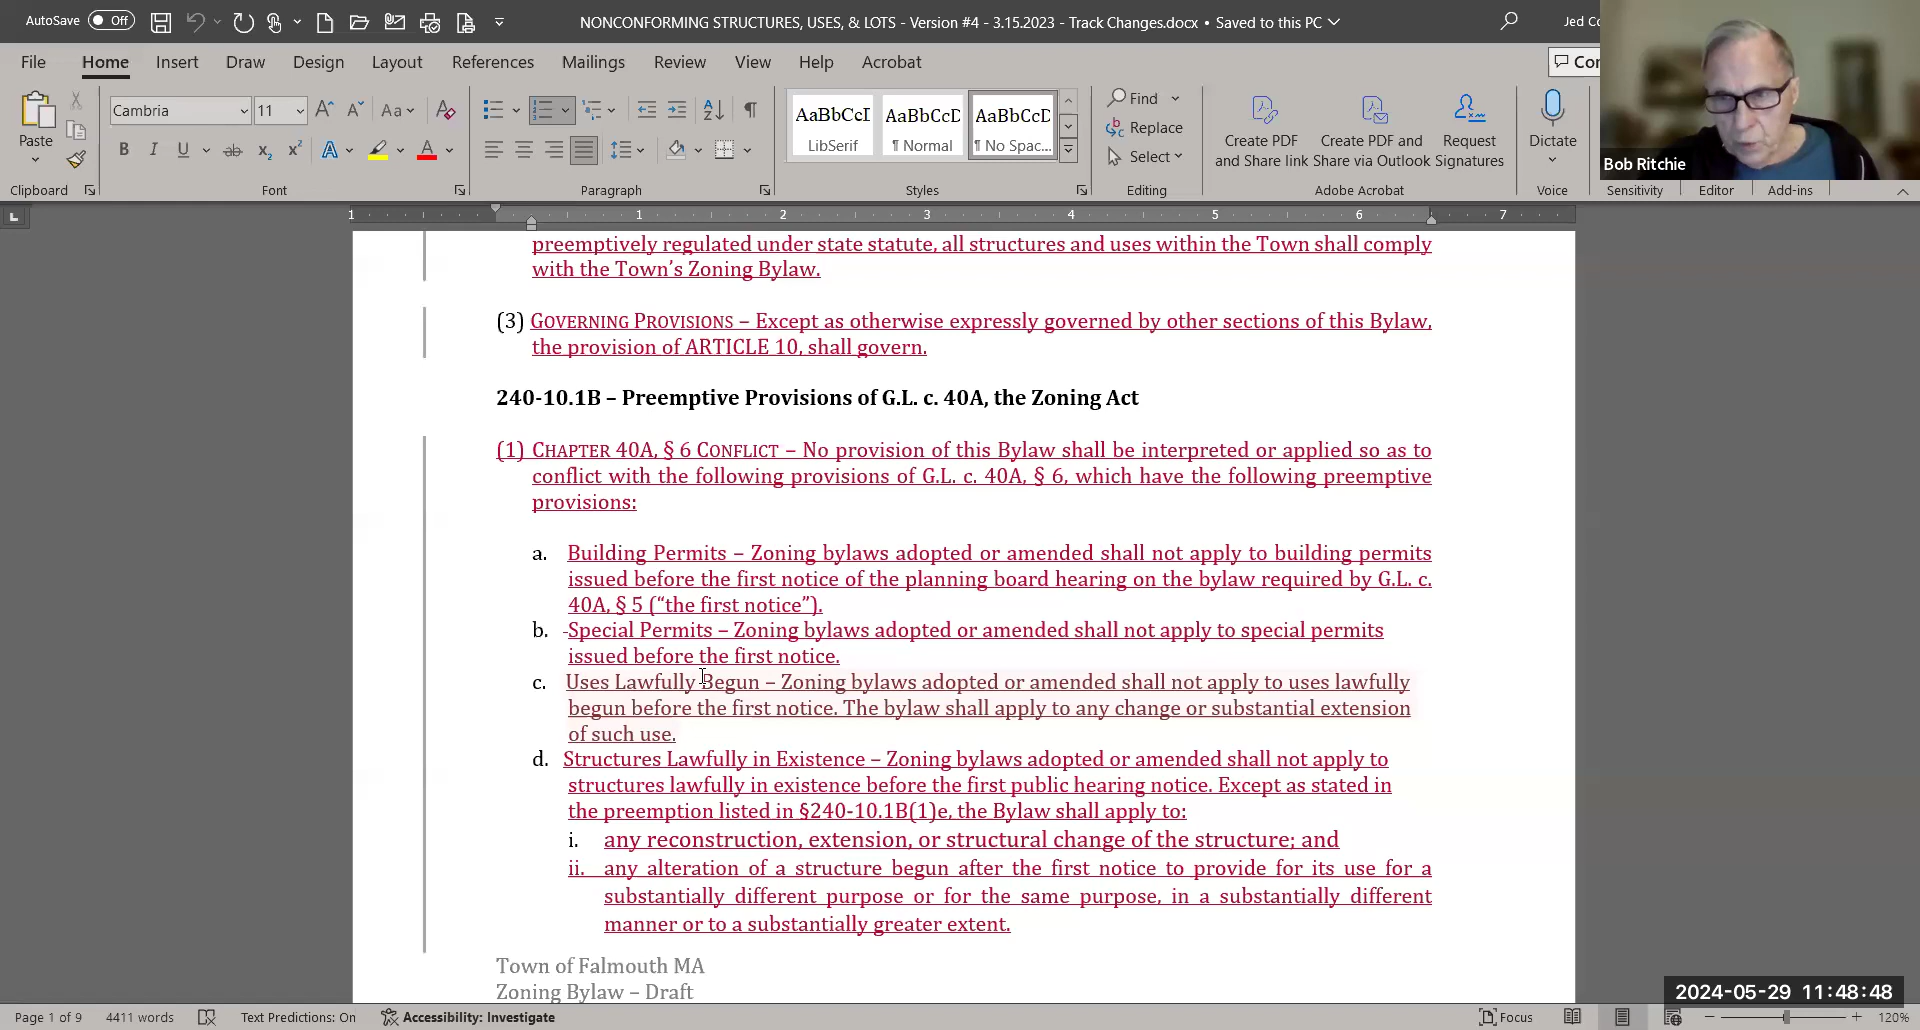 AutoSave Off
NONCONFORMING STRUCTURES, USES, & LOTS - Version #4 - 3.15.2023 - Track Changes.docx • Saved to this PC
Jed Co
File Home Insert Draw Design Layout References Mailings Review View Help Acrobat
Con
Paste
Cambria 11
Aa
AaBbCcI AaBbCcD AaBbCcD
LibSerif ¶ Normal ¶ No Spac...
Find
Replace
Select
Create PDF and Share link
Create PDF and Share via Outlook
Request Signatures
Dictate
Bob Ritchie
Clipboard Font Paragraph Styles Editing Adobe Acrobat Voice Sensitivity Editor Add-ins
1 1 2 3 4 5 6 7
preemptively regulated under state statute, all structures and uses within the Town shall comply
with the Town's Zoning Bylaw.
(3) GOVERNING PROVISIONS – Except as otherwise expressly governed by other sections of this Bylaw,
the provision of ARTICLE 10, shall govern.
240-10.1B – Preemptive Provisions of G.L. c. 40A, the Zoning Act
(1) CHAPTER 40A, § 6 CONFLICT – No provision of this Bylaw shall be interpreted or applied so as to
conflict with the following provisions of G.L. c. 40A, § 6, which have the following preemptive
provisions:
a. Building Permits – Zoning bylaws adopted or amended shall not apply to building permits
issued before the first notice of the planning board hearing on the bylaw required by G.L. c.
40A, § 5 (“the first notice”).
b. Special Permits – Zoning bylaws adopted or amended shall not apply to special permits
issued before the first notice.
c. Uses Lawfully Begun – Zoning bylaws adopted or amended shall not apply to uses lawfully
begun before the first notice. The bylaw shall apply to any change or substantial extension
of such use.
d. Structures Lawfully in Existence – Zoning bylaws adopted or amended shall not apply to
structures lawfully in existence before the first public hearing notice. Except as stated in
the preemption listed in §240-10.1B(1)e, the Bylaw shall apply to:
i. any reconstruction, extension, or structural change of the structure; and
ii. any alteration of a structure begun after the first notice to provide for its use for a
substantially different purpose or for the same purpose, in a substantially different
manner or to a substantially greater extent.
Town of Falmouth MA
Zoning Bylaw – Draft
2024-05-29 11:48:48
Page 1 of 9 4411 words Text Predictions: On Accessibility: Investigate Focus 120%